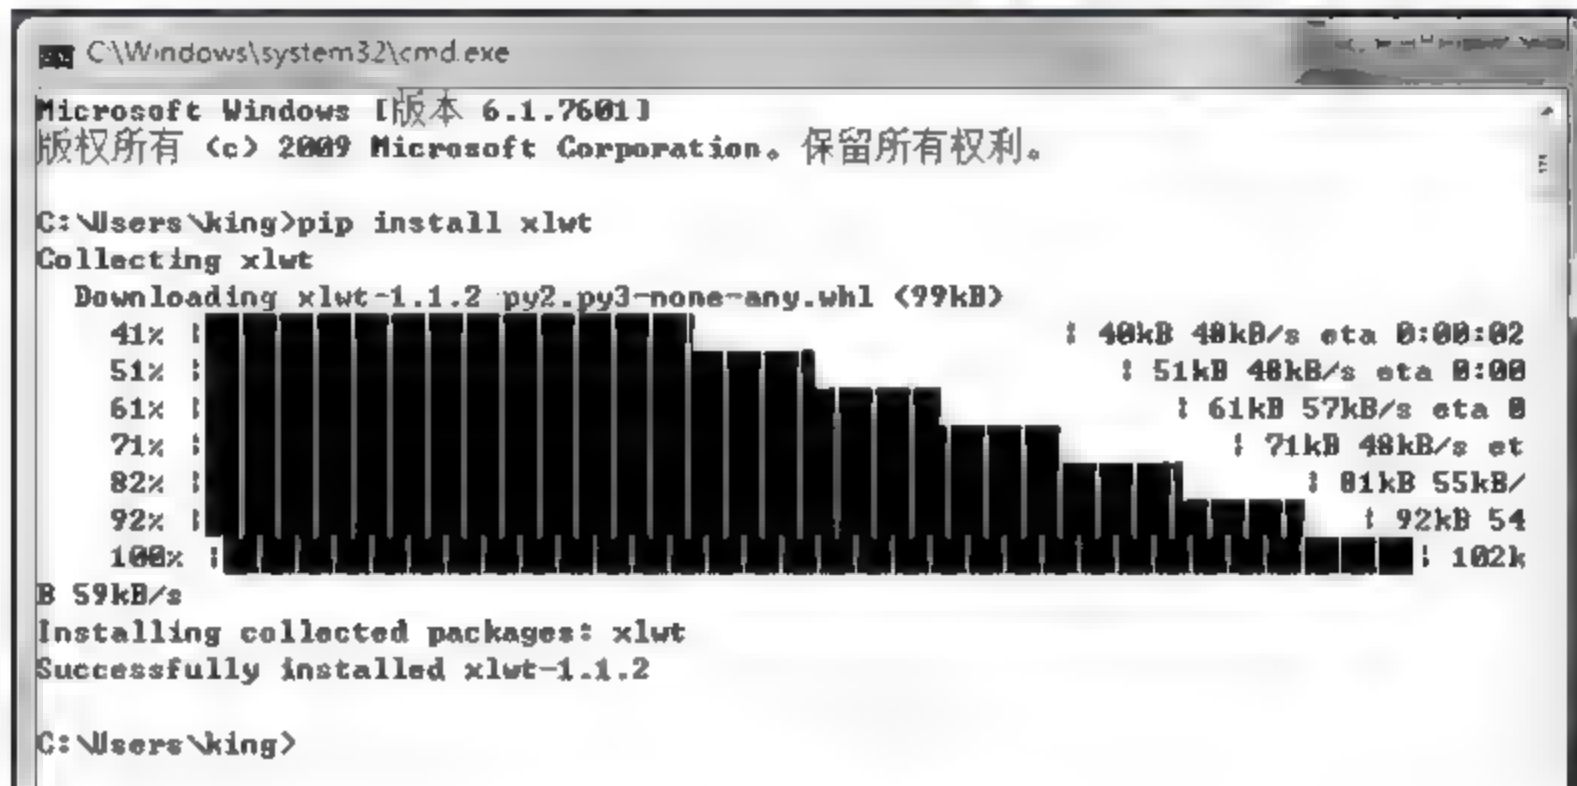 C:\Windows\system32\cmd.exe
Microsoft Windows [版本 6.1.7601]
版权所有 (c) 2009 Microsoft Corporation。保留所有权利。
C:\Users\king>pip install xlwt
Collecting xlwt
Downloading xlwt-1.1.2 py2.py3-none-any.whl (99kB)
41% | | 40kB 40kB/s eta 0:00:02
51% | | 51kB 48kB/s eta 0:00
61% | | 61kB 57kB/s eta 0
71% | | 71kB 48kB/s et
82% | | 81kB 55kB/
92% | | 92kB 54
100% | | 102k
B 59kB/s
Installing collected packages: xlwt
Successfully installed xlwt-1.1.2
C:\Users\king>